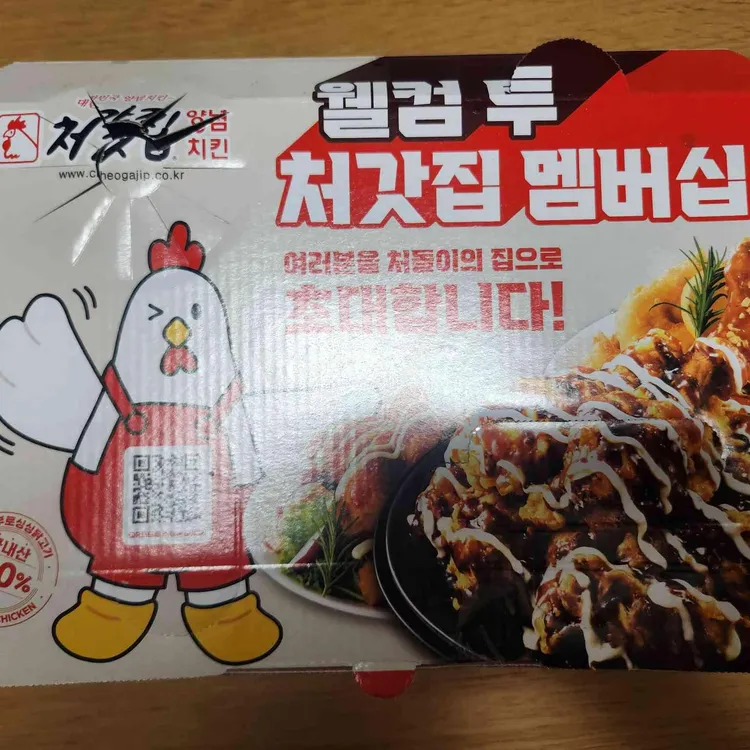 처갓집 양념
치킨
www.cheogajip.co.kr
웰컴 투
처갓집 멤버십
여러분을 처돌이의 집으로
초대합니다!
CHICKEN